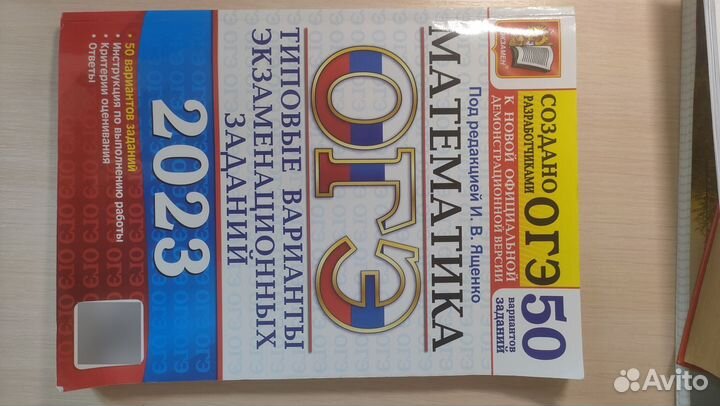 ЭКЗАМЕН
СОЗДАНО
РАЗРАБОТЧИКАМИ
ОГЭ
К НОВОЙ ОФИЦИАЛЬНОЙ
ДЕМОНСТРАЦИОННОЙ ВЕРСИИ
50
вариантов
заданий
Под редакцией И. В. Ященко
МАТЕМАТИКА
ОГЭ
ТИПОВЫЕ ВАРИАНТЫ
ЭКЗАМЕНАЦИОННЫХ
ЗАДАНИЙ
2023
• 50 вариантов заданий
• Инструкция по выполнению работы
• Критерии оценивания
• Ответы
Avito